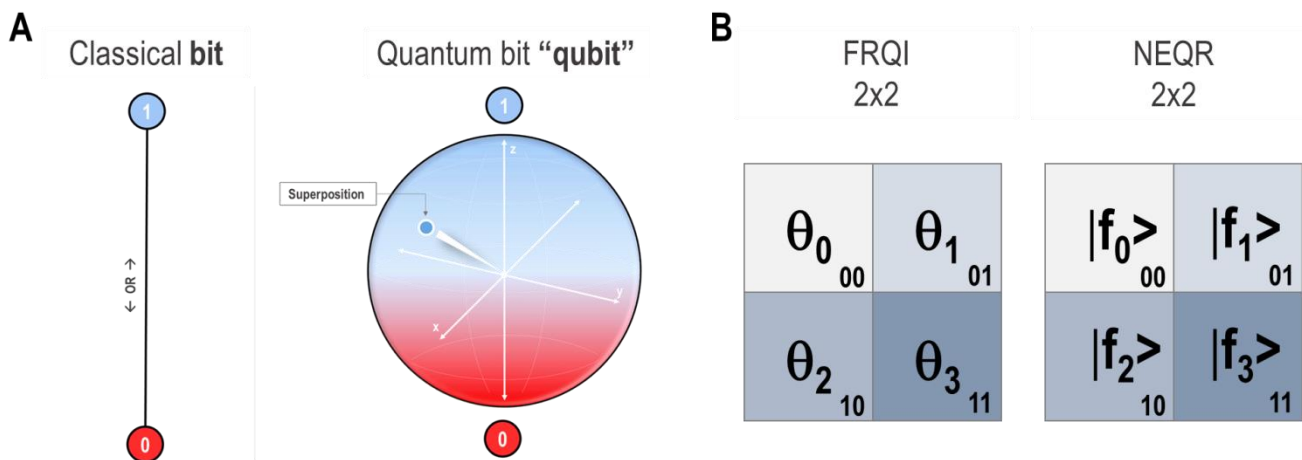 A
Classical bit
1
← OR →
0
Quantum bit “qubit”
1
Superposition
z
y
x
0
B
FRQI
2x2
θ0 00
θ1 01
θ2 10
θ3 11
NEQR
2x2
|f0> 00
|f1> 01
|f2> 10
|f3> 11